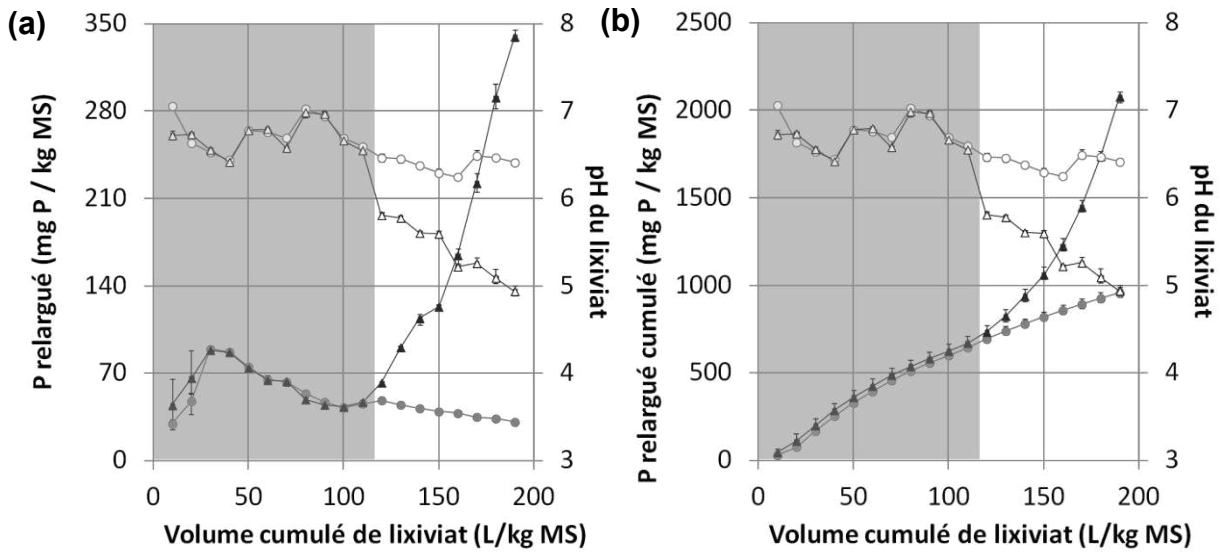 (a)
350
280
210
140
70
0
P relargué (mg P / kg MS)
8
7
6
5
4
3
pH du lixiviat
0 50 100 150 200
Volume cumulé de lixiviat (L/kg MS)
(b)
2500
2000
1500
1000
500
0
P relargué cumulé (mg P / kg MS)
8
7
6
5
4
3
pH du lixiviat
0 50 100 150 200
Volume cumulé de lixiviat (L/kg MS)